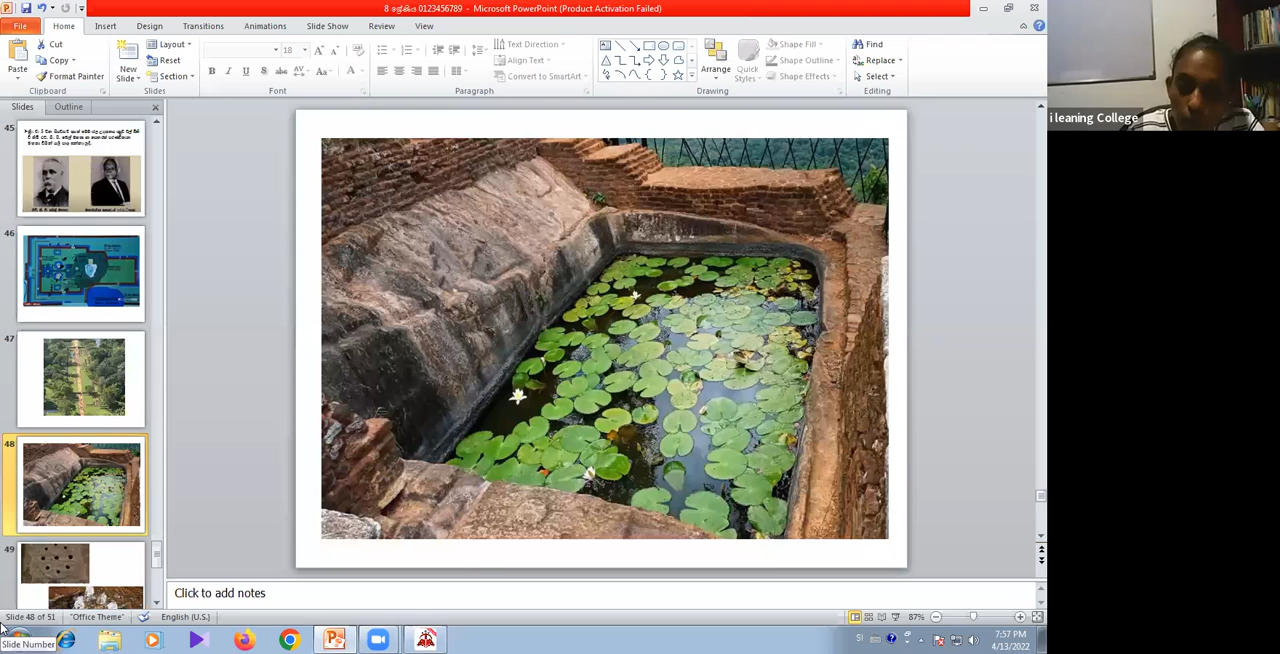 8 ශ්‍රේණිය 0123456789 - Microsoft PowerPoint (Product Activation Failed)
File
Home
Insert
Design
Transitions
Animations
Slide Show
Review
View
Paste
Cut
Copy
Format Painter
Clipboard
New Slide
Layout
Reset
Section
Slides
18
Font
Text Direction
Align Text
Convert to SmartArt
Paragraph
Arrange
Quick Styles
Shape Fill
Shape Outline
Shape Effects
Drawing
Find
Replace
Select
Editing
Slides
Outline
45
46
47
48
49
i leaning College
Click to add notes
Slide 48 of 51
"Office Theme"
English (U.S.)
87%
Slide Number
SI
7:57 PM
4/13/2022